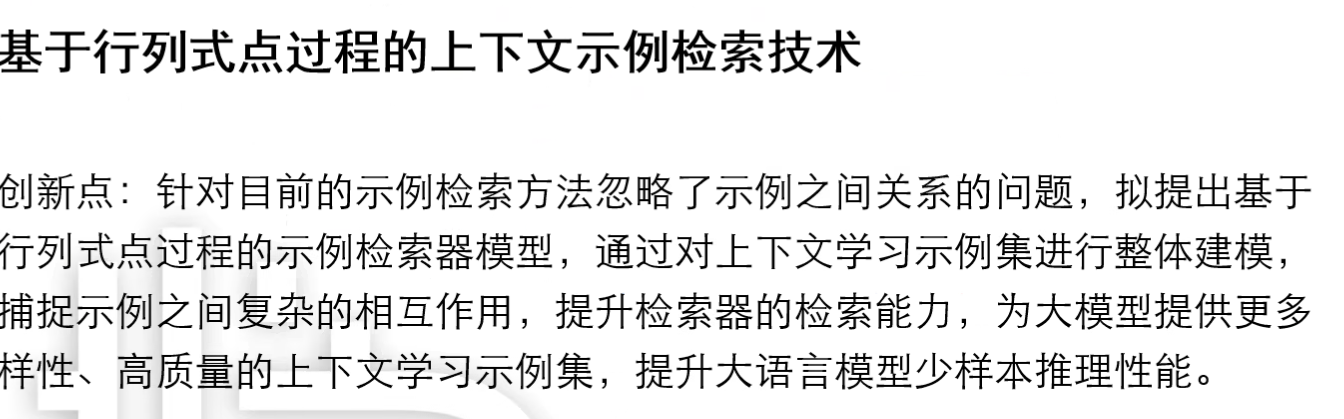 基于行列式点过程的上下文示例检索技术
创新点：针对目前的示例检索方法忽略了示例之间关系的问题，拟提出基于
行列式点过程的示例检索器模型，通过对上下文学习示例集进行整体建模，
捕捉示例之间复杂的相互作用，提升检索器的检索能力，为大模型提供更多
样性、高质量的上下文学习示例集，提升大语言模型少样本推理性能。